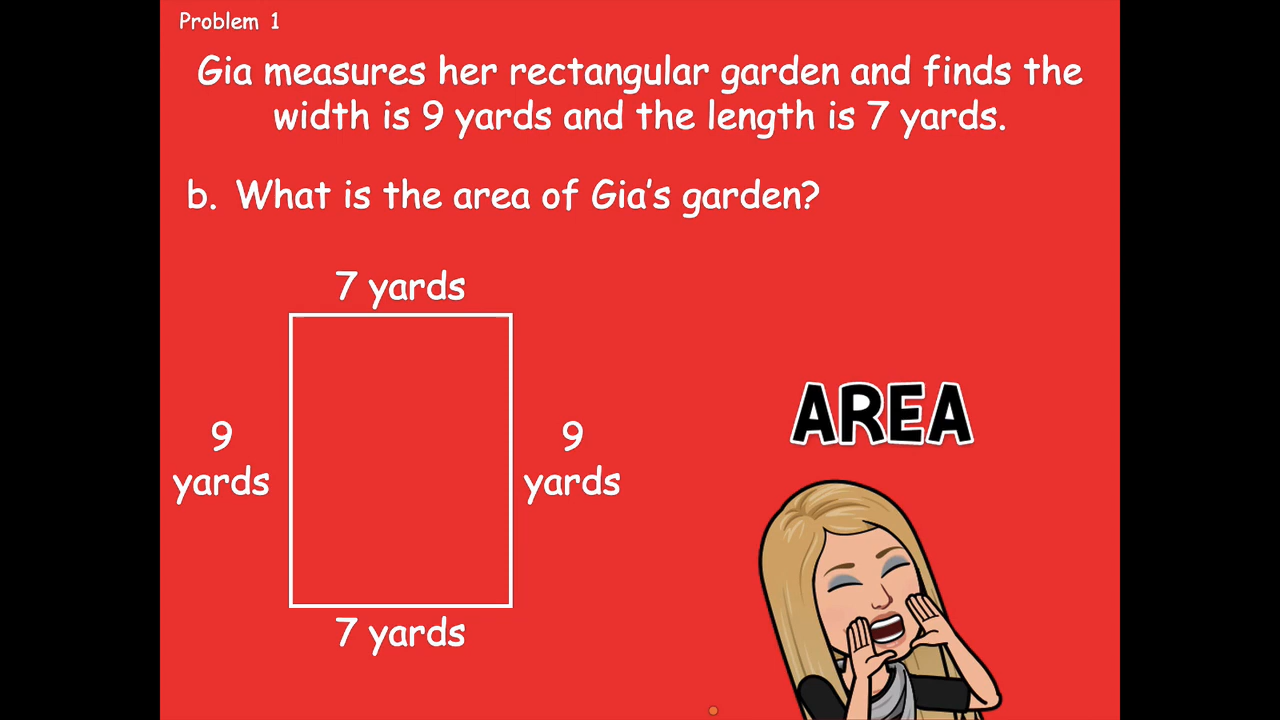 Problem 1
Gia measures her rectangular garden and finds the
width is 9 yards and the length is 7 yards.
b. What is the area of Gia's garden?
7 yards
9
yards
9
yards
AREA
7 yards